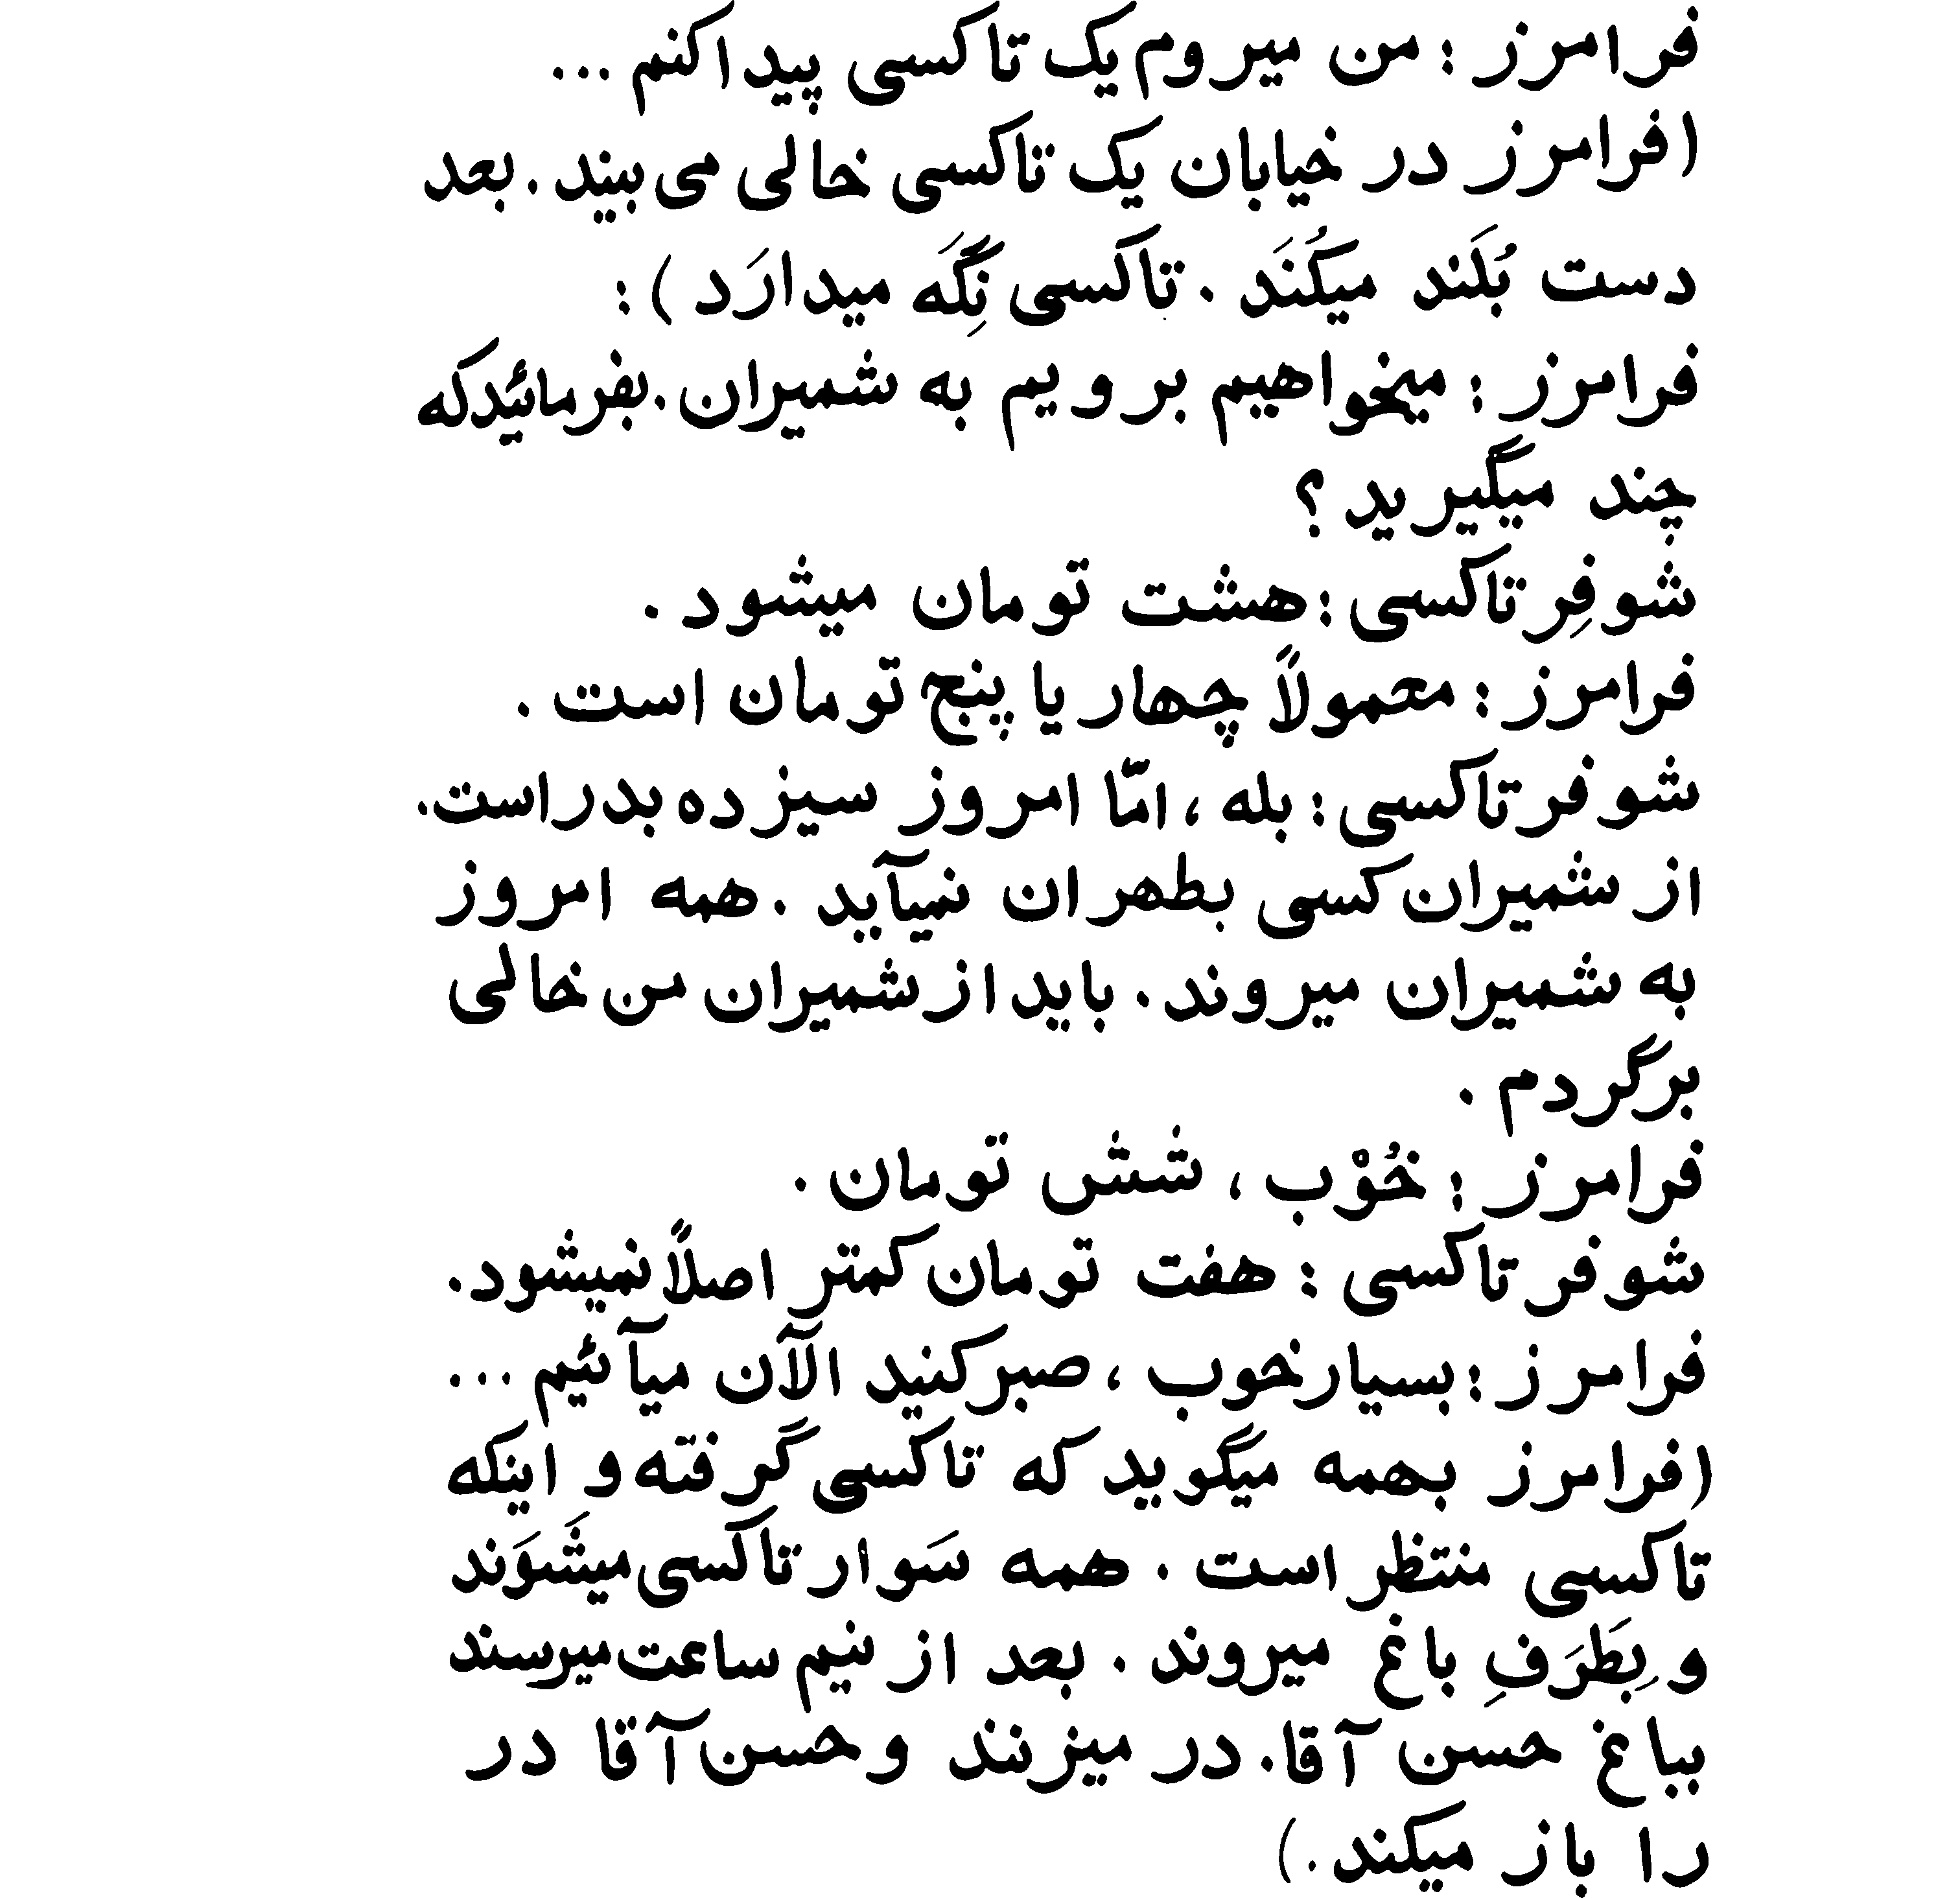 فرامرز : من میروم یک تاکسی پیدا کنم ...
(فرامرز در خیابان یک تاکسی خالی می بیند . بعد
دست بُلَند میکُنَد . تاکسی نِگَه میدارَد ) :
فرامرز : میخواهیم برویم به شمیران . بفرمائید که
چند میگیرید ؟
شوفِر تاکسی : هشت تومان میشود .
فرامرز : معمولاً چهار یا پنج تومان است .
شوفر تاکسی : بله ، امّا امروز سیزده بدر است .
از شمیران کسی بطهران نمیآید . همه امروز
به شمیران میروند . باید از شمیران من خالی
برگردم .
فرامرز : خُوْب ، شش تومان .
شوفر تاکسی : هفت تومان کمتر اصلاً نمیشود .
فرامرز : بسیار خوب ، صبر کنید الآن میآئیم ...
(فرامرز بهمه میگوید که تاکسی گرفته و اینکه
تاکسی منتظر است . همه سَوار تاکسی میشَوَند
و بِطَرَفِ باغ میروند . بعد از نیم ساعت میرسند
بباغ حسن آقا . در میزنند و حسن آقا در
را باز میکند . )